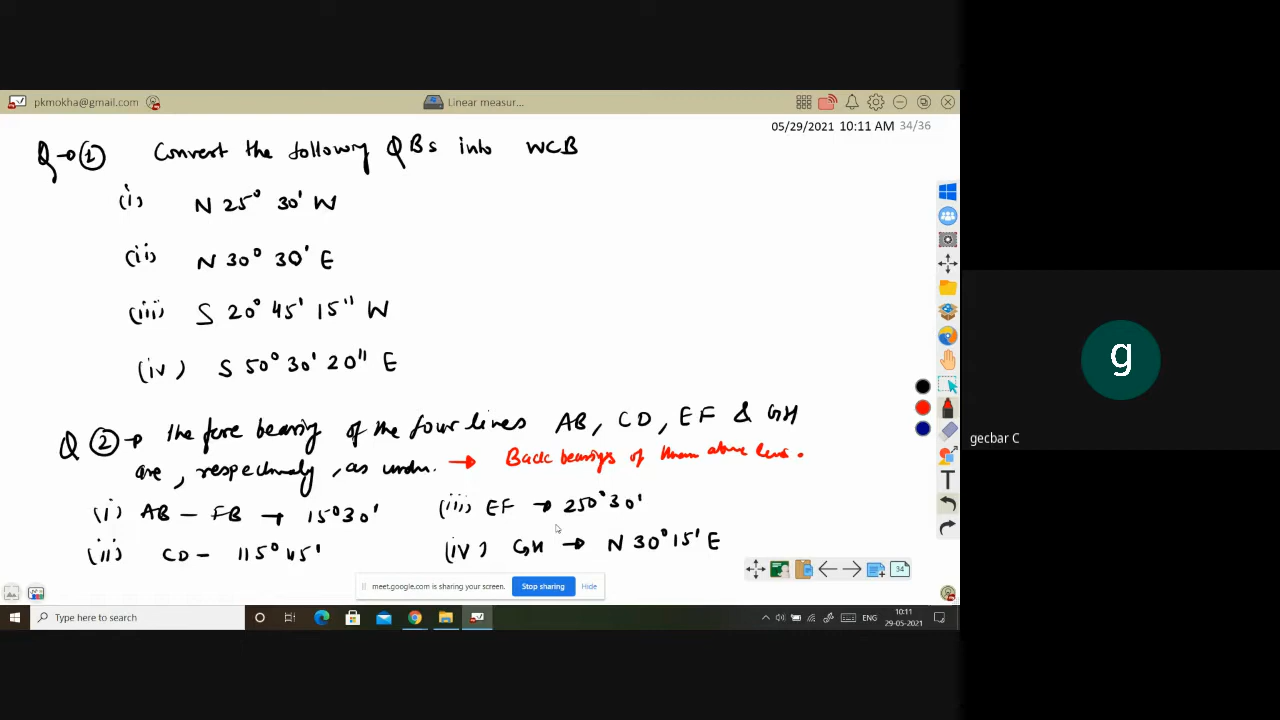 pkmokha@gmail.com
Linear measur...
05/29/2021 10:11 AM 34/36
Q → ① Convert the following QBs into WCB
(i) N 25° 30' W
(ii) N 30° 30' E
(iii) S 20° 45' 15" W
(iv) S 50° 30' 20" E
Q ② → The fore bearing of the four lines AB, CD, EF & GH
are, respectively, as under. → Back bearings of these above lines.
(i) AB - FB → 15° 30'
(iii) EF → 250° 30'
(ii) CD - 115° 45'
(iv) GH → N 30° 15' E
34
meet.google.com is sharing your screen.
Stop sharing
Hide
Type here to search
ENG
10:11
29-05-2021
g
gecbar C
T